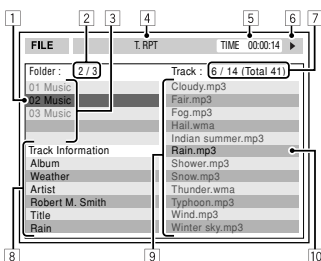 1 2 3 4 5 6 7
FILE T. RPT TIME 00:00:14
Folder : 2 / 3 Track : 6 / 14 (Total 41)
01 Music
02 Music
03 Music
Track Information
Album
Weather
Artist
Robert M. Smith
Title
Rain
Cloudy.mp3
Fair.mp3
Fog.mp3
Hail.wma
Indian summer.mp3
Rain.mp3
Shower.mp3
Snow.mp3
Thunder.wma
Typhoon.mp3
Wind.mp3
Winter sky.mp3
8 9 10